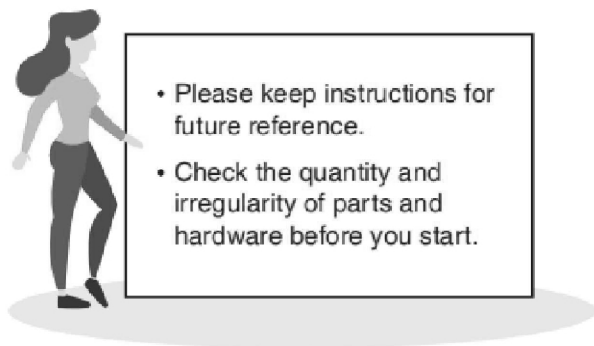 • Please keep instructions for
future reference.
• Check the quantity and
irregularity of parts and
hardware before you start.